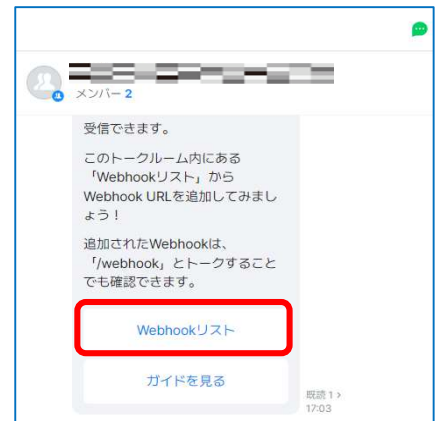 メンバー 2
受信できます。
このトークルーム内にある
「Webhookリスト」から
Webhook URLを追加してみまし
ょう！
追加されたWebhookは、
「/webhook」とトークすること
でも確認できます。
Webhookリスト
ガイドを見る
既読 1 >
17:03